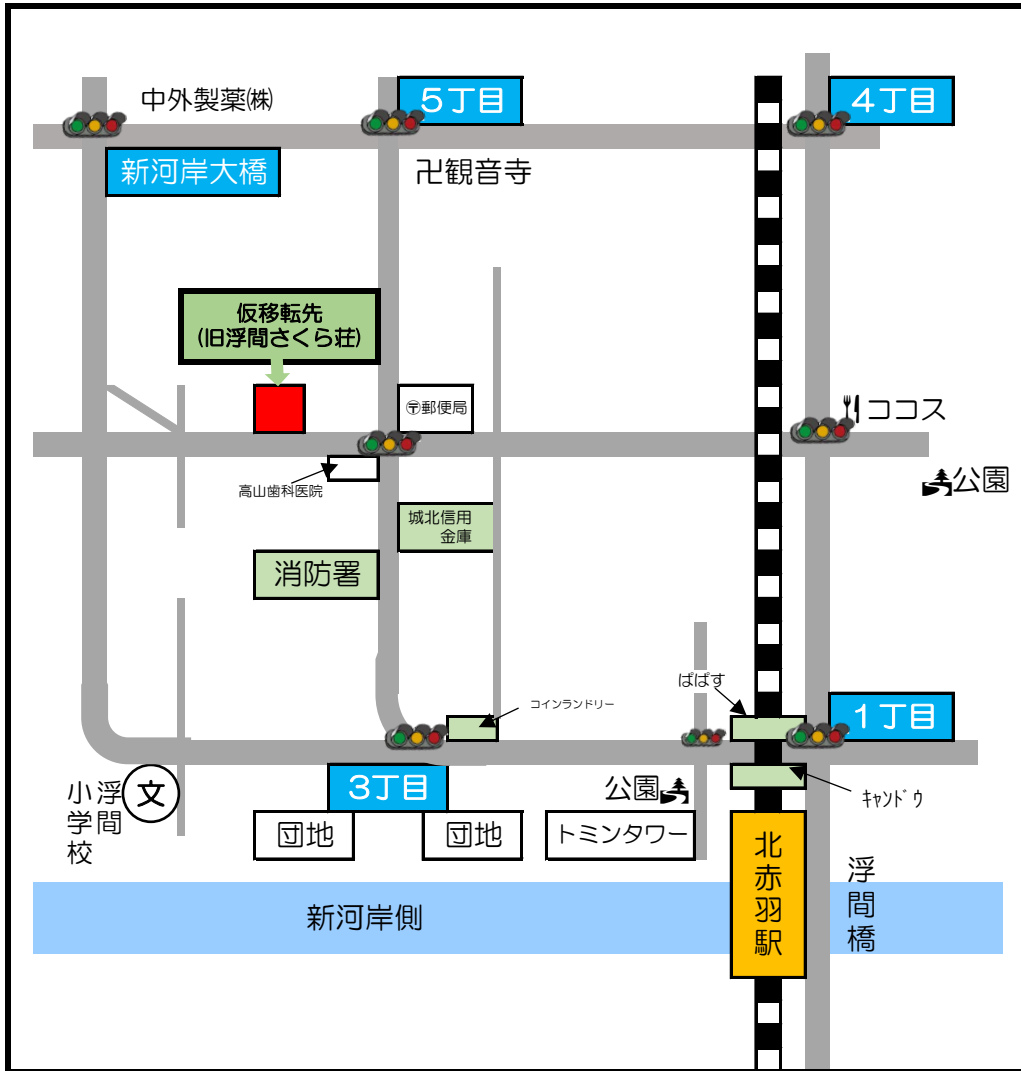 中外製薬㈱
5丁目
4丁目
新河岸大橋
卍観音寺
仮移転先
(旧浮間さくら荘)
〒郵便局
ココス
高山歯科医院
公園
城北信用
金庫
消防署
ぱぱす
コインランドリー
1丁目
3丁目
公園
キャンドゥ
浮間
小学校
文
団地
団地
トミンタワー
北赤羽駅
浮間橋
新河岸側